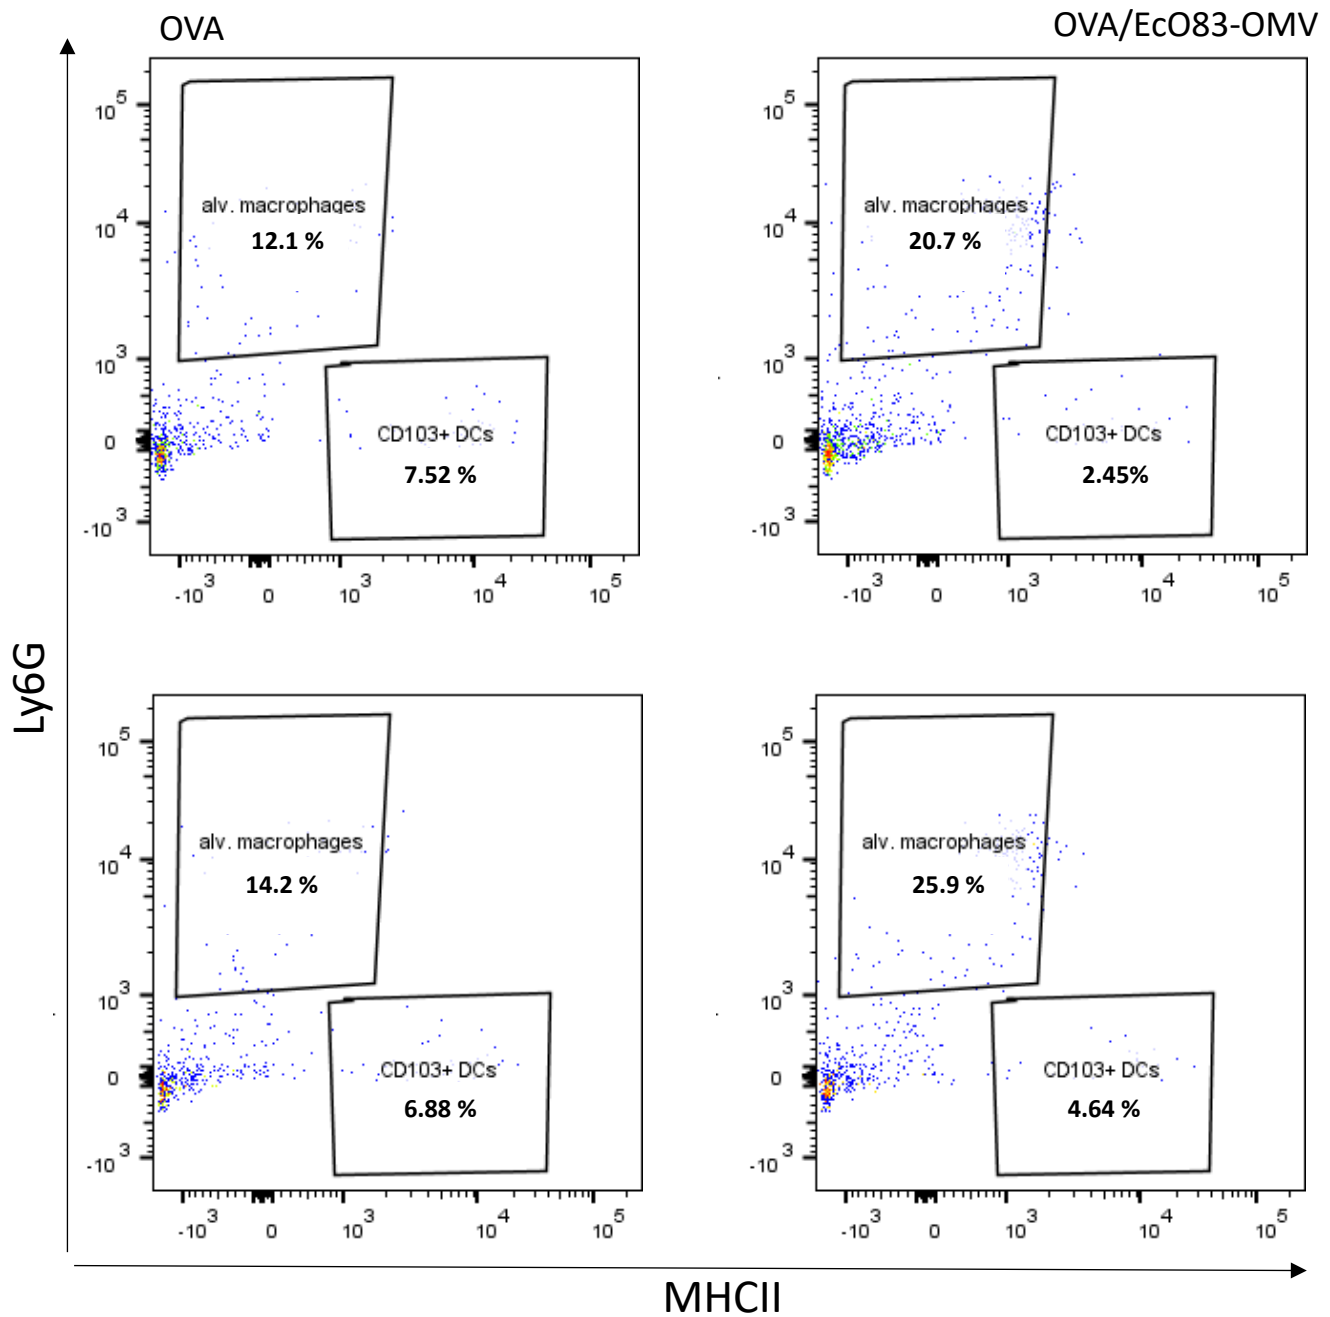 OVA
OVA/EcO83-OMV
10^5
10^4
10^3
0
-10^3
alv. macrophages
12.1 %
CD103+ DCs
7.52 %
-10^3 0 10^3 10^4 10^5
10^5
10^4
10^3
0
-10^3
alv. macrophages
20.7 %
CD103+ DCs
2.45%
-10^3 0 10^3 10^4 10^5
Ly6G
10^5
10^4
10^3
0
-10^3
alv. macrophages
14.2 %
CD103+ DCs
6.88 %
-10^3 0 10^3 10^4 10^5
10^5
10^4
10^3
0
-10^3
alv. macrophages
25.9 %
CD103+ DCs
4.64 %
-10^3 0 10^3 10^4 10^5
MHCII